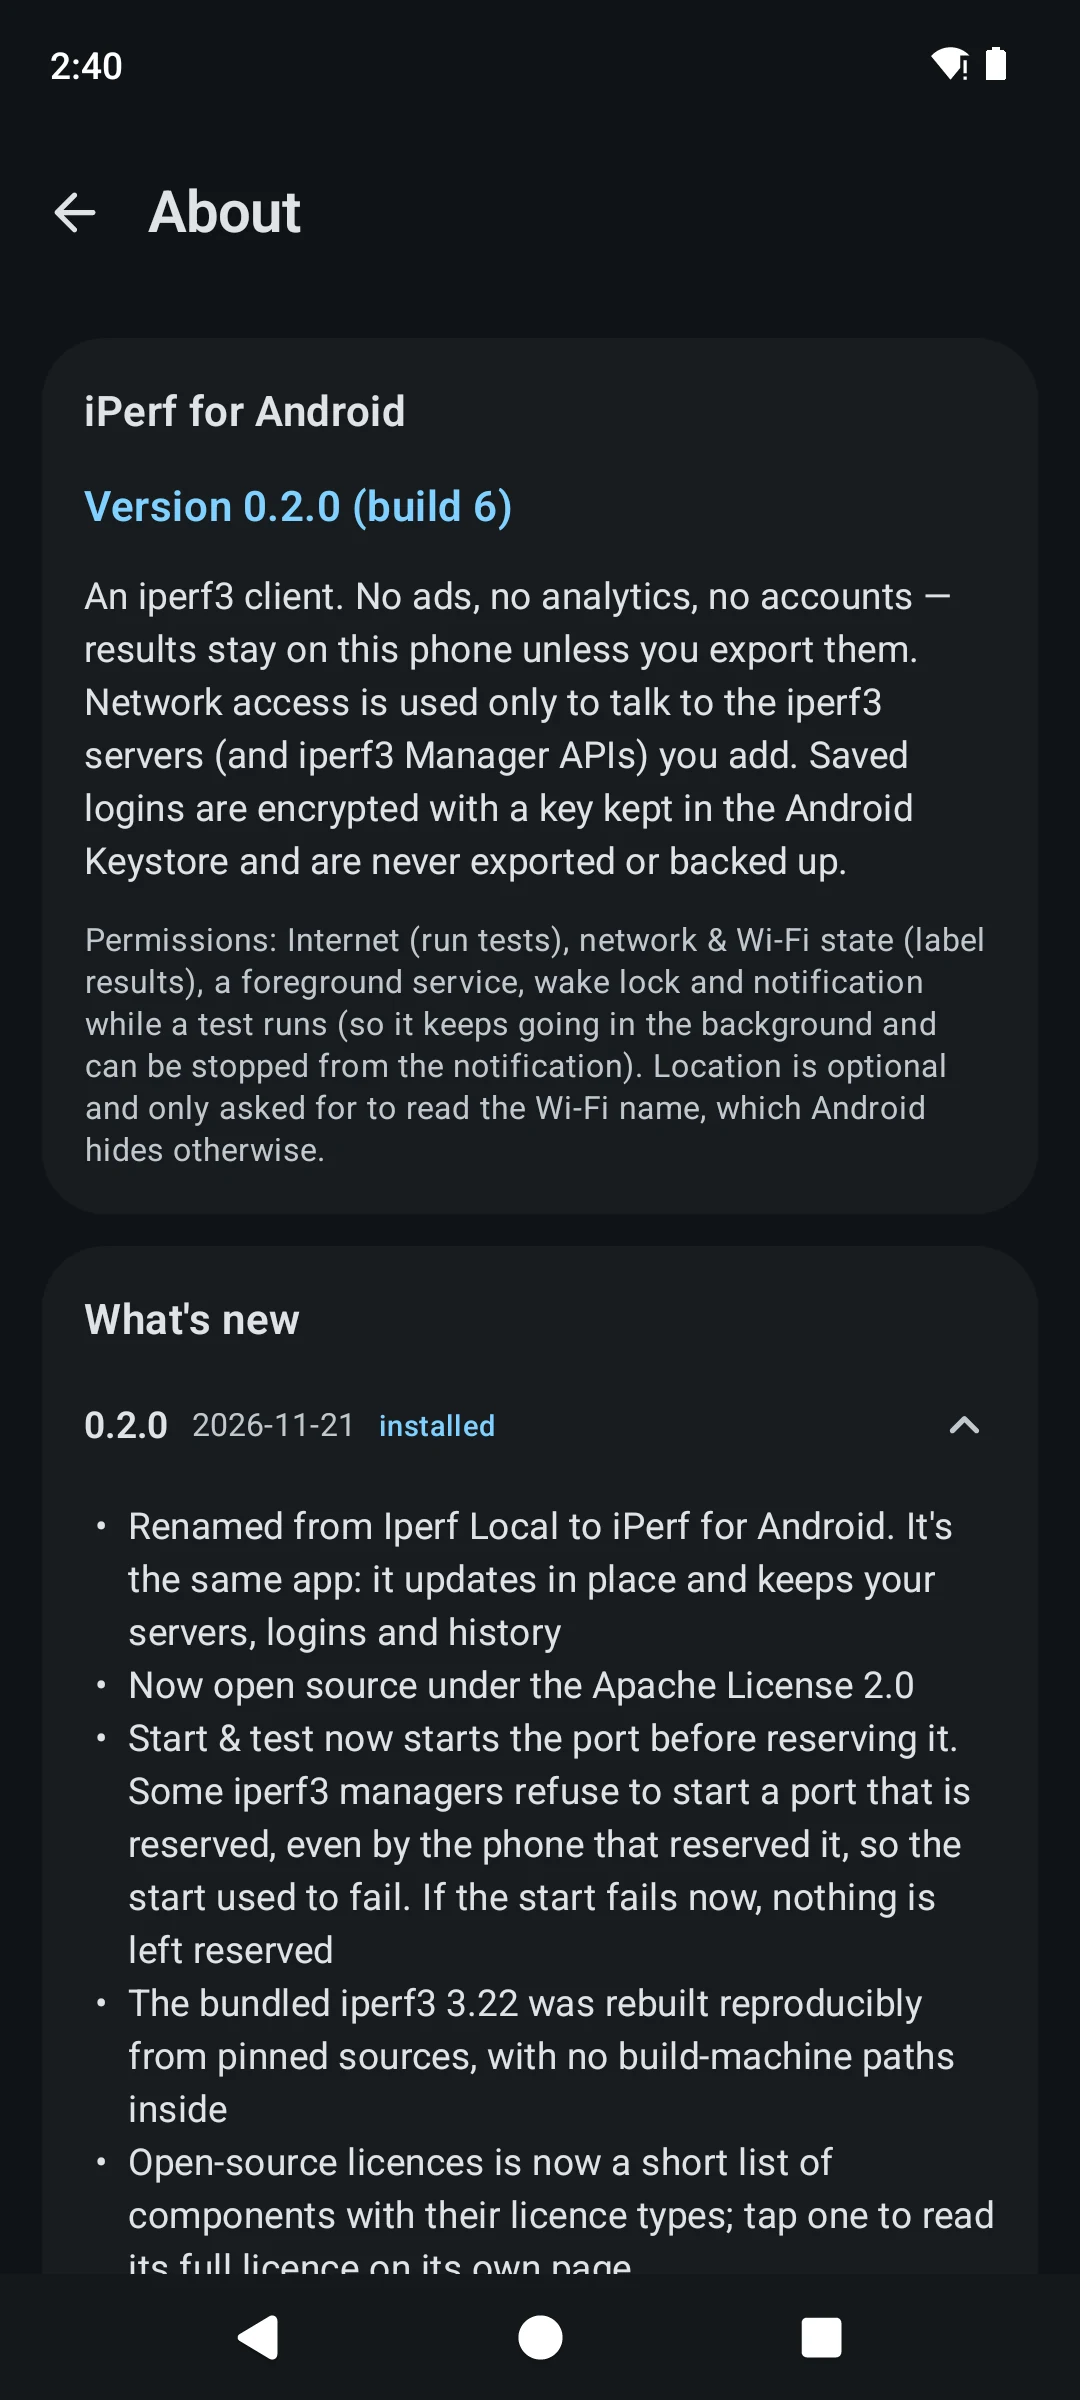 2:40
About
iPerf for Android
Version 0.2.0 (build 6)
An iperf3 client. No ads, no analytics, no accounts —
results stay on this phone unless you export them.
Network access is used only to talk to the iperf3
servers (and iperf3 Manager APIs) you add. Saved
logins are encrypted with a key kept in the Android
Keystore and are never exported or backed up.
Permissions: Internet (run tests), network & Wi-Fi state (label
results), a foreground service, wake lock and notification
while a test runs (so it keeps going in the background and
can be stopped from the notification). Location is optional
and only asked for to read the Wi-Fi name, which Android
hides otherwise.
What's new
0.2.0 2026-11-21 installed
• Renamed from Iperf Local to iPerf for Android. It's
the same app: it updates in place and keeps your
servers, logins and history
• Now open source under the Apache License 2.0
• Start & test now starts the port before reserving it.
Some iperf3 managers refuse to start a port that is
reserved, even by the phone that reserved it, so the
start used to fail. If the start fails now, nothing is
left reserved
• The bundled iperf3 3.22 was rebuilt reproducibly
from pinned sources, with no build-machine paths
inside
• Open-source licences is now a short list of
components with their licence types; tap one to read
its full licence on its own page